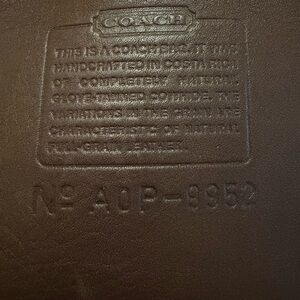 COACH
THIS IS A COACH BAG. IT WAS
HANDCRAFTED IN COSTA RICA
OF COMPLETELY NATURAL
GLOVE-TANNED COWHIDE. THE
VARIATIONS IN THE GRAIN ARE
CHARACTERISTIC OF NATURAL
FULL-GRAIN LEATHER.
Nº AOP-9952